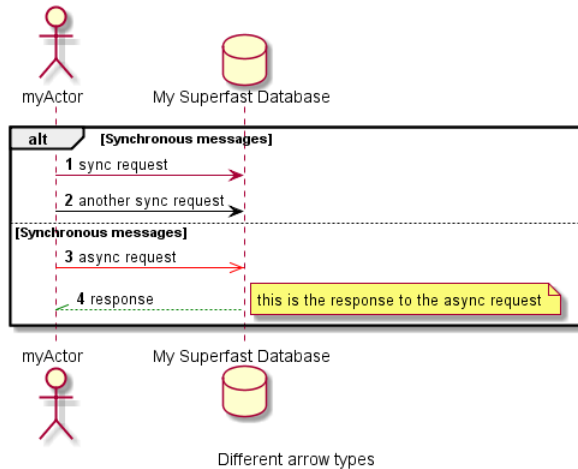 myActor
My Superfast Database
alt [Synchronous messages]
1 sync request
2 another sync request
[Synchronous messages]
3 async request
4 response
this is the response to the async request
myActor
My Superfast Database
Different arrow types